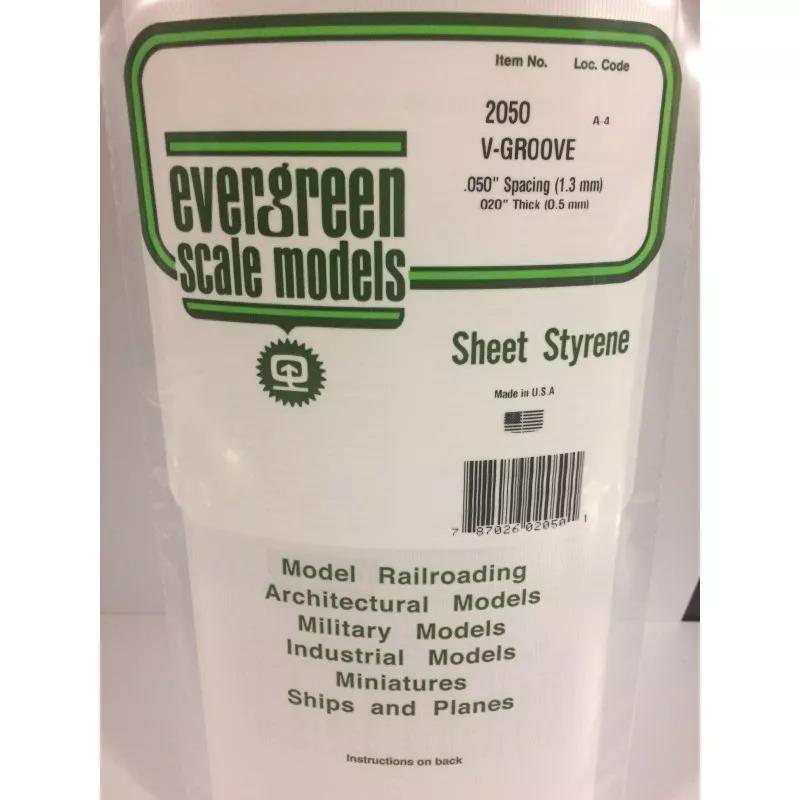 Item No. Loc. Code
2050 A-4
V-GROOVE
.050" Spacing (1.3 mm)
020" Thick (0.5 mm)
evergreen
scale models
Sheet Styrene
Made in U.S.A
7 87026 02050 1
Model Railroading
Architectural Models
Military Models
Industrial Models
Miniatures
Ships and Planes
Instructions on back